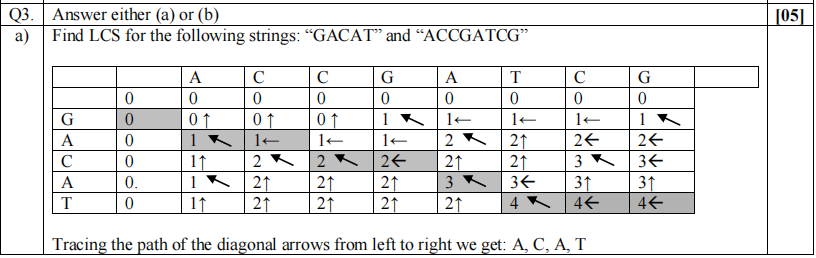 Q3. Answer either (a) or (b) [05]
a) Find LCS for the following strings: “GACAT” and “ACCGATCG”
A C C G A T C G
0 0 0 0 0 0 0 0 0
G 0 0↑ 0↑ 0↑ 1↖ 1← 1← 1← 1↖
A 0 1↖ 1← 1← 1← 2↖ 2↑ 2← 2←
C 0 1↑ 2↖ 2↖ 2← 2↑ 2↑ 3↖ 3←
A 0. 1↖ 2↑ 2↑ 2↑ 3↖ 3← 3↑ 3↑
T 0 1↑ 2↑ 2↑ 2↑ 2↑ 4↖ 4← 4←
Tracing the path of the diagonal arrows from left to right we get: A, C, A, T